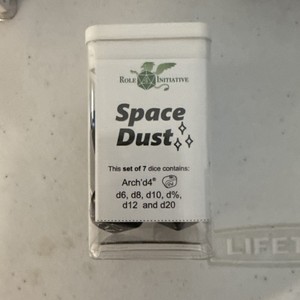 ROLE INITIATIVE
Space
Dust
This set of 7 dice contains:
Arch'd4®
d6, d8, d10, d%,
d12 and d20
LIFET